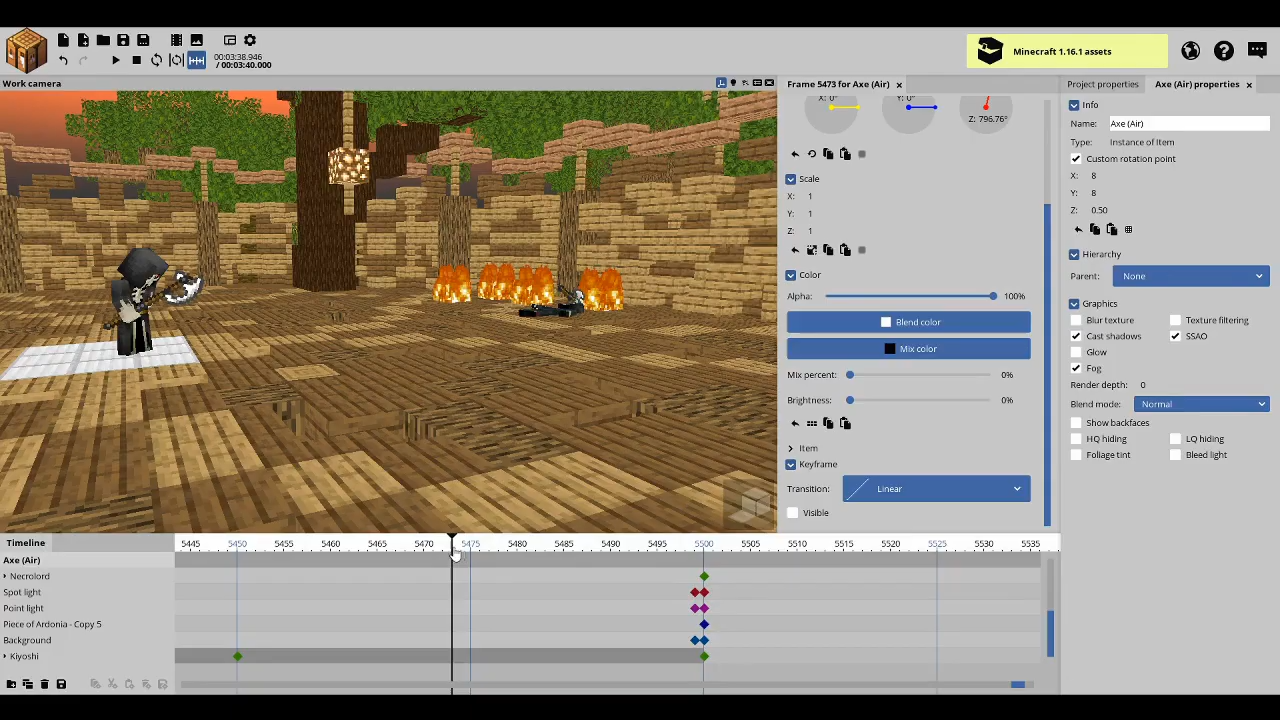 Minecraft 1.16.1 assets
00:03:38.946
/ 00:03:40.000
Work camera
Frame 5473 for Axe (Air)
X: 0°
Y: 0°
Z: 796.76°
Scale
X: 1
Y: 1
Z: 1
Color
Alpha: 100%
Blend color
Mix color
Mix percent: 0%
Brightness: 0%
Item
Keyframe
Transition: Linear
Visible
Project properties
Axe (Air) properties
Info
Name: Axe (Air)
Type: Instance of Item
Custom rotation point
X: 8
Y: 8
Z: 0.50
Hierarchy
Parent: None
Graphics
Blur texture Texture filtering
Cast shadows SSAO
Glow
Fog
Render depth: 0
Blend mode: Normal
Show backfaces
HQ hiding LQ hiding
Foliage tint Bleed light
Timeline
5445 5450 5455 5460 5465 5470 5475 5480 5485 5490 5495 5500 5505 5510 5515 5520 5525 5530 5535
Axe (Air)
Necrolord
Spot light
Point light
Piece of Ardonia - Copy 5
Background
Kiyoshi